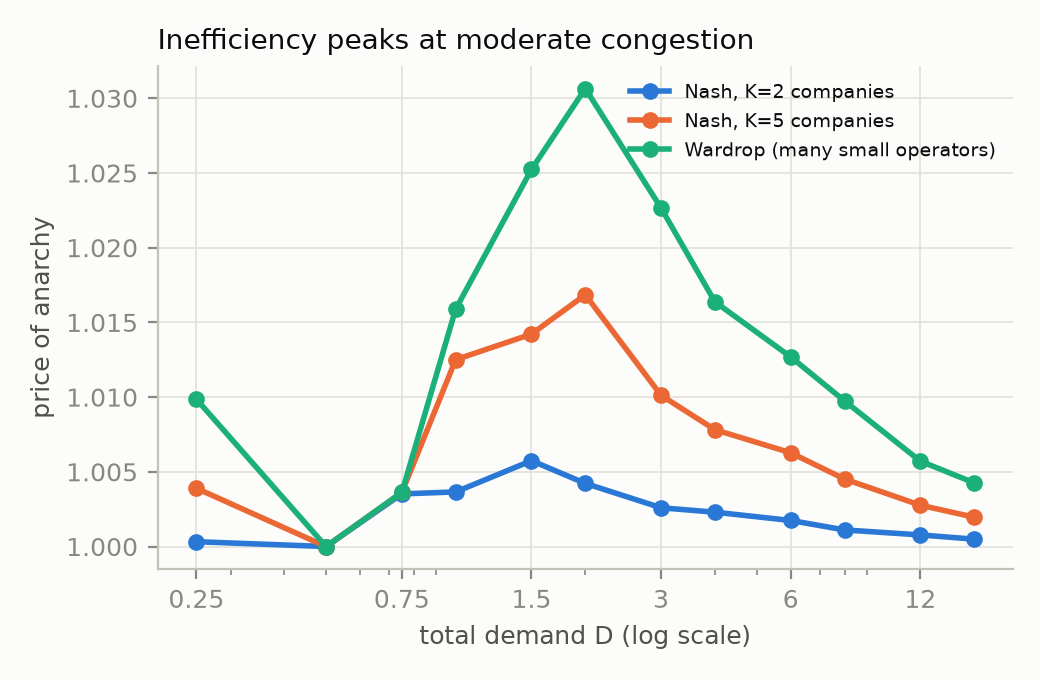 Inefficiency peaks at moderate congestion
Nash, K=2 companies
Nash, K=5 companies
Wardrop (many small operators)
price of anarchy
1.030
1.025
1.020
1.015
1.010
1.005
1.000
0.25
0.75
1.5
3
6
12
total demand D (log scale)